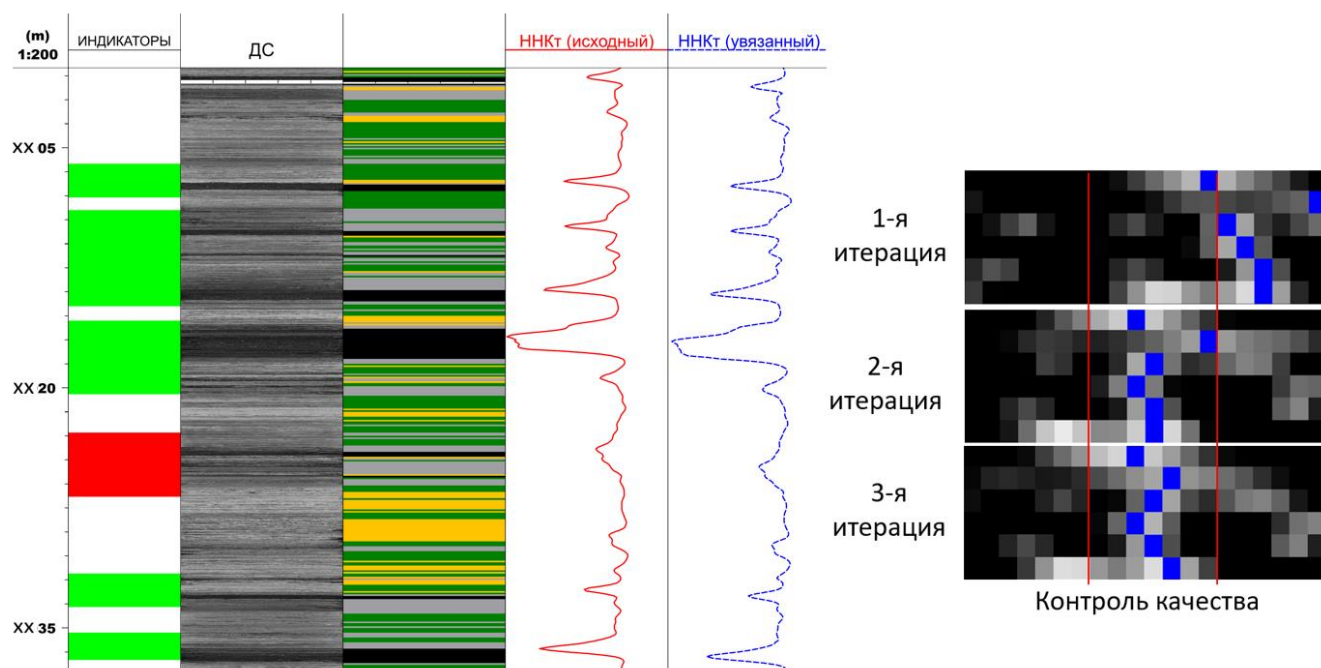 (m)
1:200
ИНДИКАТОРЫ
ДС
ННКт (исходный)
ННКт (увязанный)
XX 05
XX 20
XX 35
1-я
итерация
2-я
итерация
3-я
итерация
Контроль качества